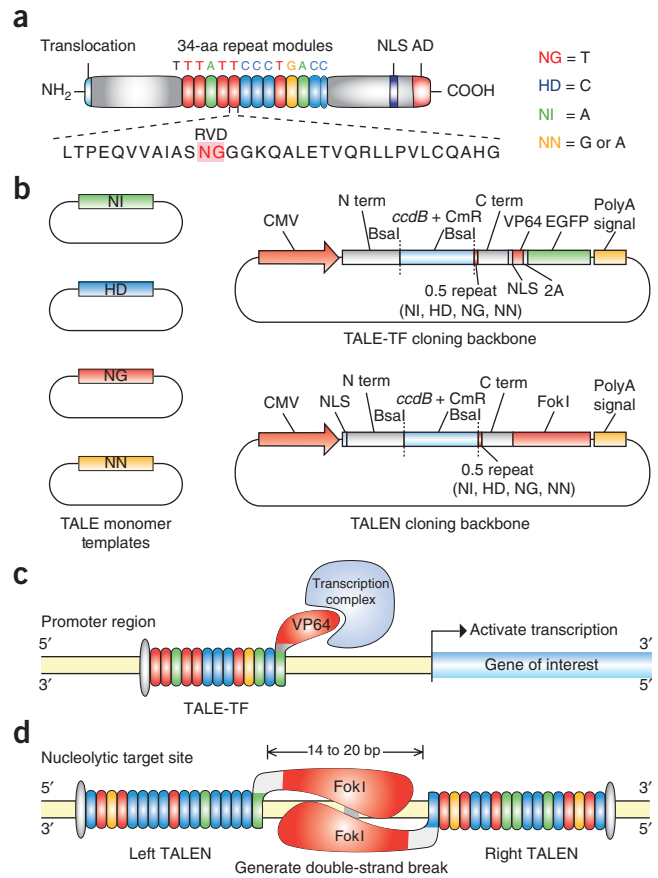 a
Translocation
34-aa repeat modules
NLS AD
T T T A T T C C C T G A C C
NH2
COOH
NG = T
HD = C
NI = A
NN = G or A
RVD
LTPEQVVAIASNGGGKQALETVQRLLPVLCQAHG
b
NI
HD
NG
NN
TALE monomer
templates
CMV
N term
BsaI
ccdB + CmR
BsaI
C term
VP64 EGFP
PolyA
signal
0.5 repeat
(NI, HD, NG, NN)
NLS
2A
TALE-TF cloning backbone
CMV
NLS
N term
BsaI
ccdB + CmR
BsaI
C term
FokI
PolyA
signal
0.5 repeat
(NI, HD, NG, NN)
TALEN cloning backbone
c
Promoter region
Transcription
complex
VP64
Activate transcription
5′
3′
Gene of interest
3′
5′
TALE-TF
d
Nucleolytic target site
14 to 20 bp
5′
3′
FokI
FokI
3′
5′
Left TALEN
Generate double-strand break
Right TALEN